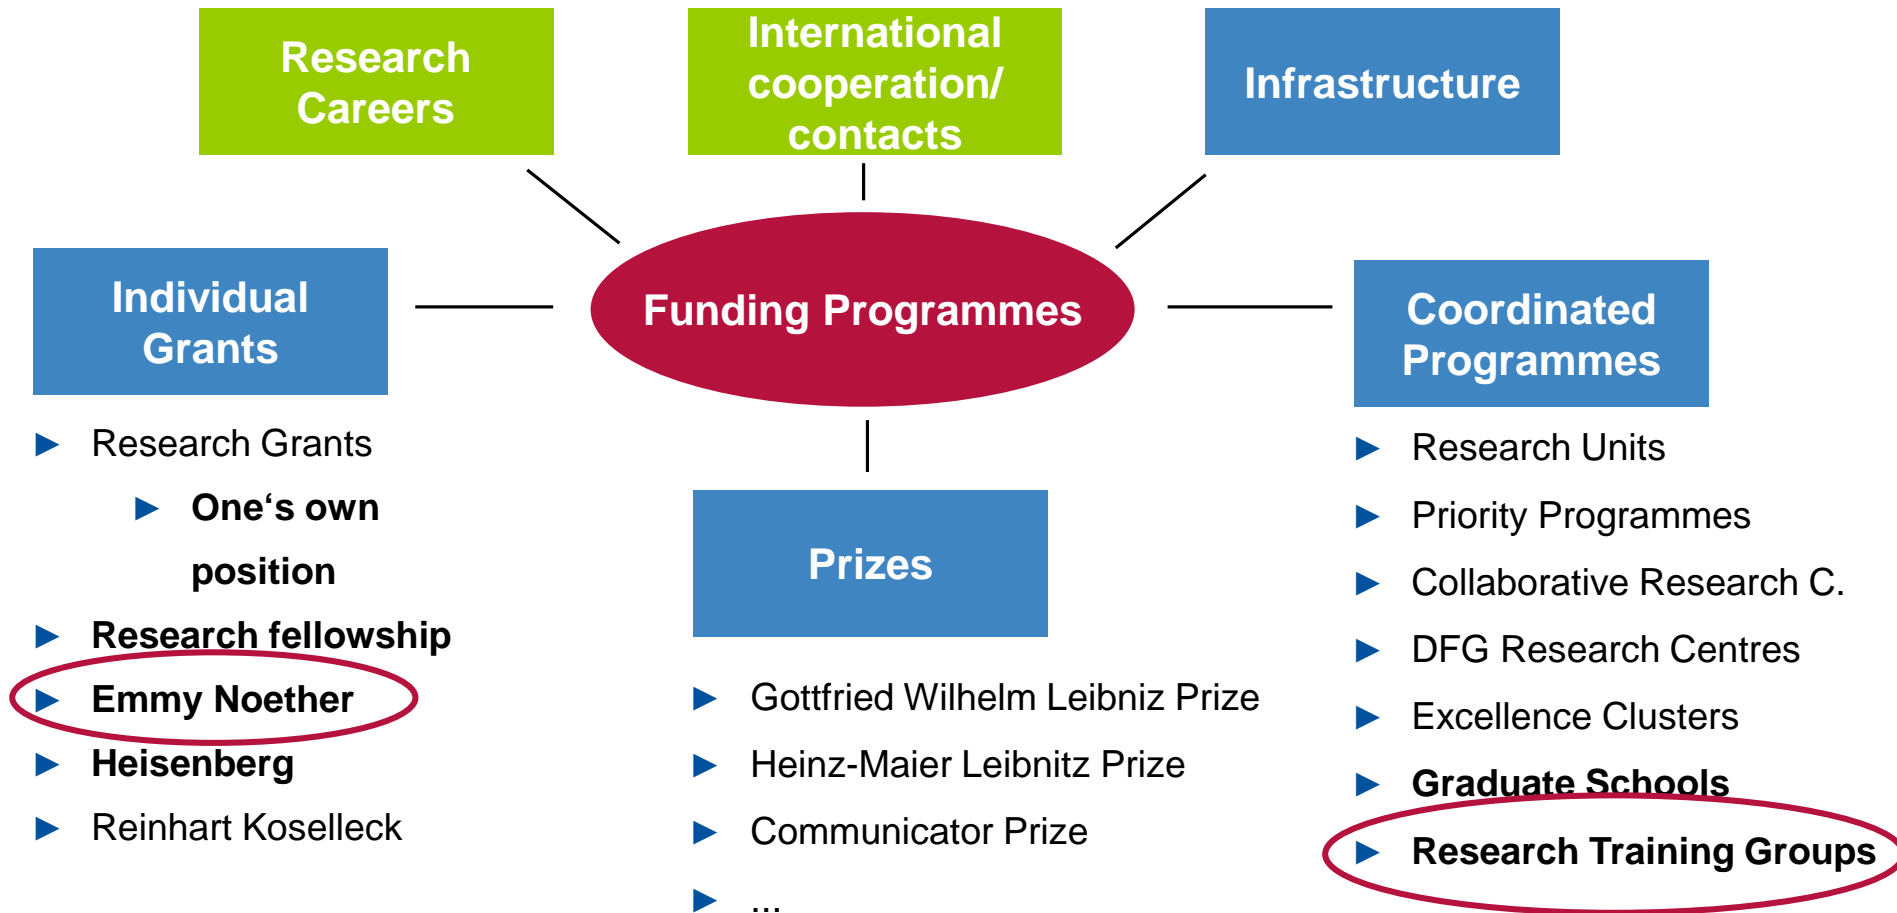 Research
Careers
International
cooperation/
contacts
Infrastructure
Funding Programmes
Individual
Grants
► Research Grants
► One‘s own
position
► Research fellowship
► Emmy Noether
► Heisenberg
► Reinhart Koselleck
Prizes
► Gottfried Wilhelm Leibniz Prize
► Heinz-Maier Leibnitz Prize
► Communicator Prize
► ...
Coordinated
Programmes
► Research Units
► Priority Programmes
► Collaborative Research C.
► DFG Research Centres
► Excellence Clusters
► Graduate Schools
► Research Training Groups